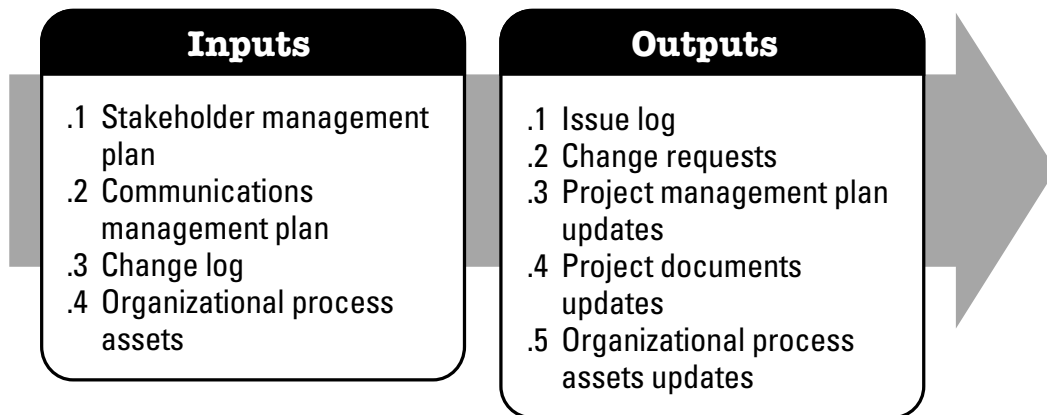 Inputs
.1 Stakeholder management
plan
.2 Communications
management plan
.3 Change log
.4 Organizational process
assets
Outputs
.1 Issue log
.2 Change requests
.3 Project management plan
updates
.4 Project documents
updates
.5 Organizational process
assets updates